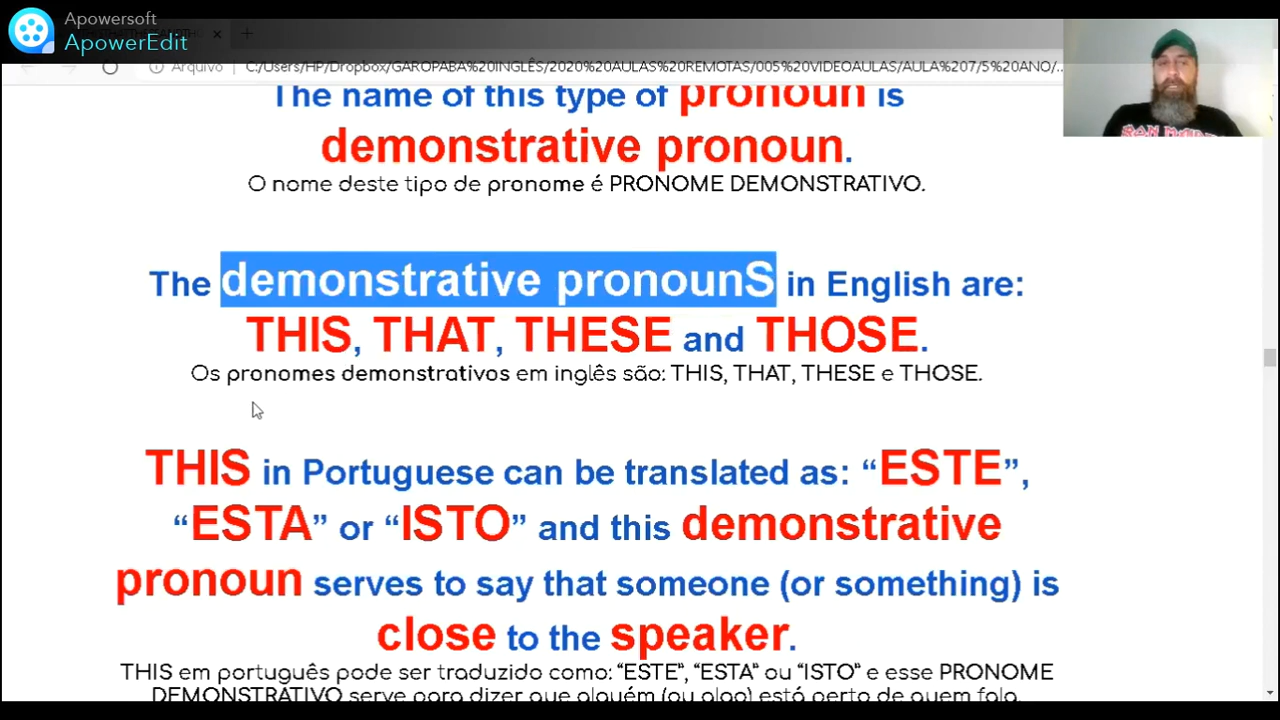 Apowersoft
ApowerEdit
Arquivo C:/Users/HP/Dropbox/GAROPABA%20INGLÊS/2020%20AULAS%20REMOTAS/005%20VIDEOAULAS/AULA%207/5%20ANO/...
The name of this type of pronoun is
demonstrative pronoun.
O nome deste tipo de pronome é PRONOME DEMONSTRATIVO.
The demonstrative pronounS in English are:
THIS, THAT, THESE and THOSE.
Os pronomes demonstrativos em inglês são: THIS, THAT, THESE e THOSE.
THIS in Portuguese can be translated as: “ESTE”,
“ESTA” or “ISTO” and this demonstrative
pronoun serves to say that someone (or something) is
close to the speaker.
THIS em português pode ser traduzido como: “ESTE”, “ESTA” ou “ISTO” e esse PRONOME
DEMONSTRATIVO serve para dizer que alguém (ou algo) está perto de quem fala.